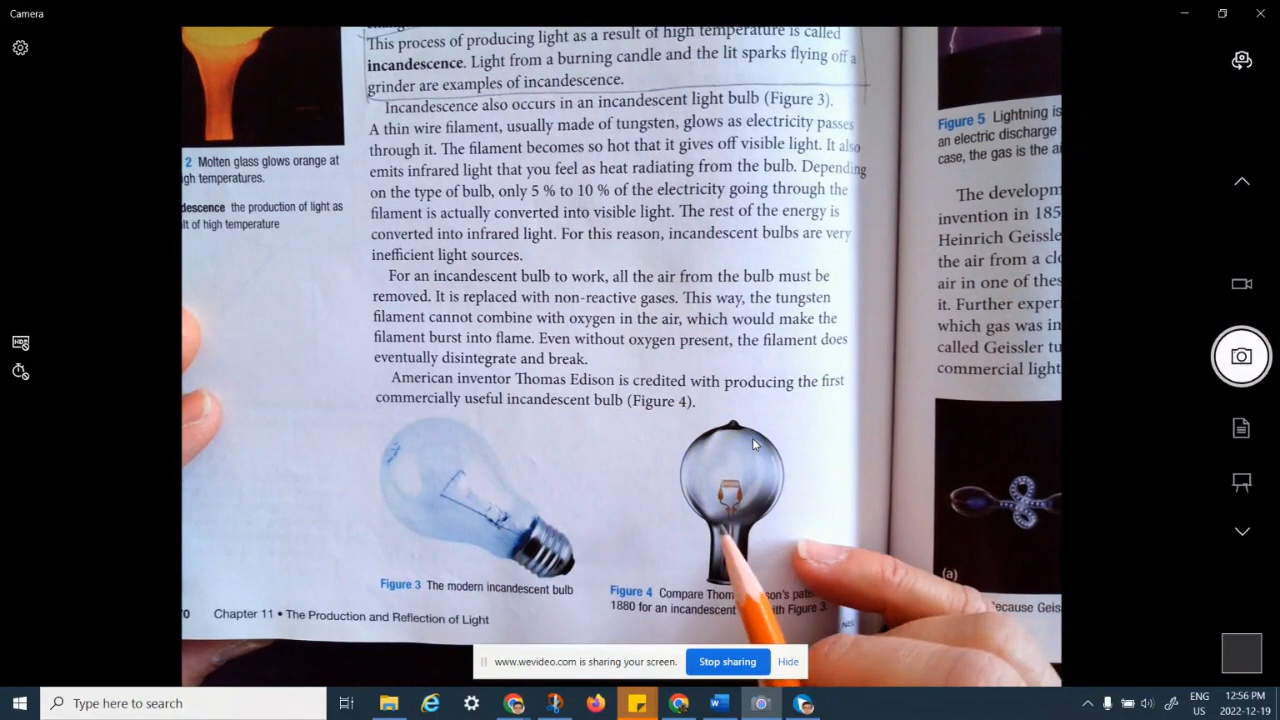 Camera
This process of producing light as a result of high temperature is called
incandescence. Light from a burning candle and the lit sparks flying off a
grinder are examples of incandescence.
Incandescence also occurs in an incandescent light bulb (Figure 3).
A thin wire filament, usually made of tungsten, glows as electricity passes
through it. The filament becomes so hot that it gives off visible light. It also
emits infrared light that you feel as heat radiating from the bulb. Depending
on the type of bulb, only 5 % to 10 % of the electricity going through the
filament is actually converted into visible light. The rest of the energy is
converted into infrared light. For this reason, incandescent bulbs are very
inefficient light sources.
For an incandescent bulb to work, all the air from the bulb must be
removed. It is replaced with non-reactive gases. This way, the tungsten
filament cannot combine with oxygen in the air, which would make the
filament burst into flame. Even without oxygen present, the filament does
eventually disintegrate and break.
American inventor Thomas Edison is credited with producing the first
commercially useful incandescent bulb (Figure 4).
2 Molten glass glows orange at
gh temperatures.
descence the production of light as
lt of high temperature
Figure 3 The modern incandescent bulb
Figure 4 Compare Thom son's pat
1880 for an incandescent with Figure 3.
0 Chapter 11 • The Production and Reflection of Light
NEL
Figure 5 Lightning is
an electric discharge
case, the gas is the ai
The developm
invention in 185
Heinrich Geissle
the air from a clo
air in one of thes
it. Further exper
which gas was in
called Geissler tu
commercial light
(a)
ecause Geis
www.wevideo.com is sharing your screen.
Stop sharing
Hide
Type here to search
ENG
US
12:56 PM
2022-12-19